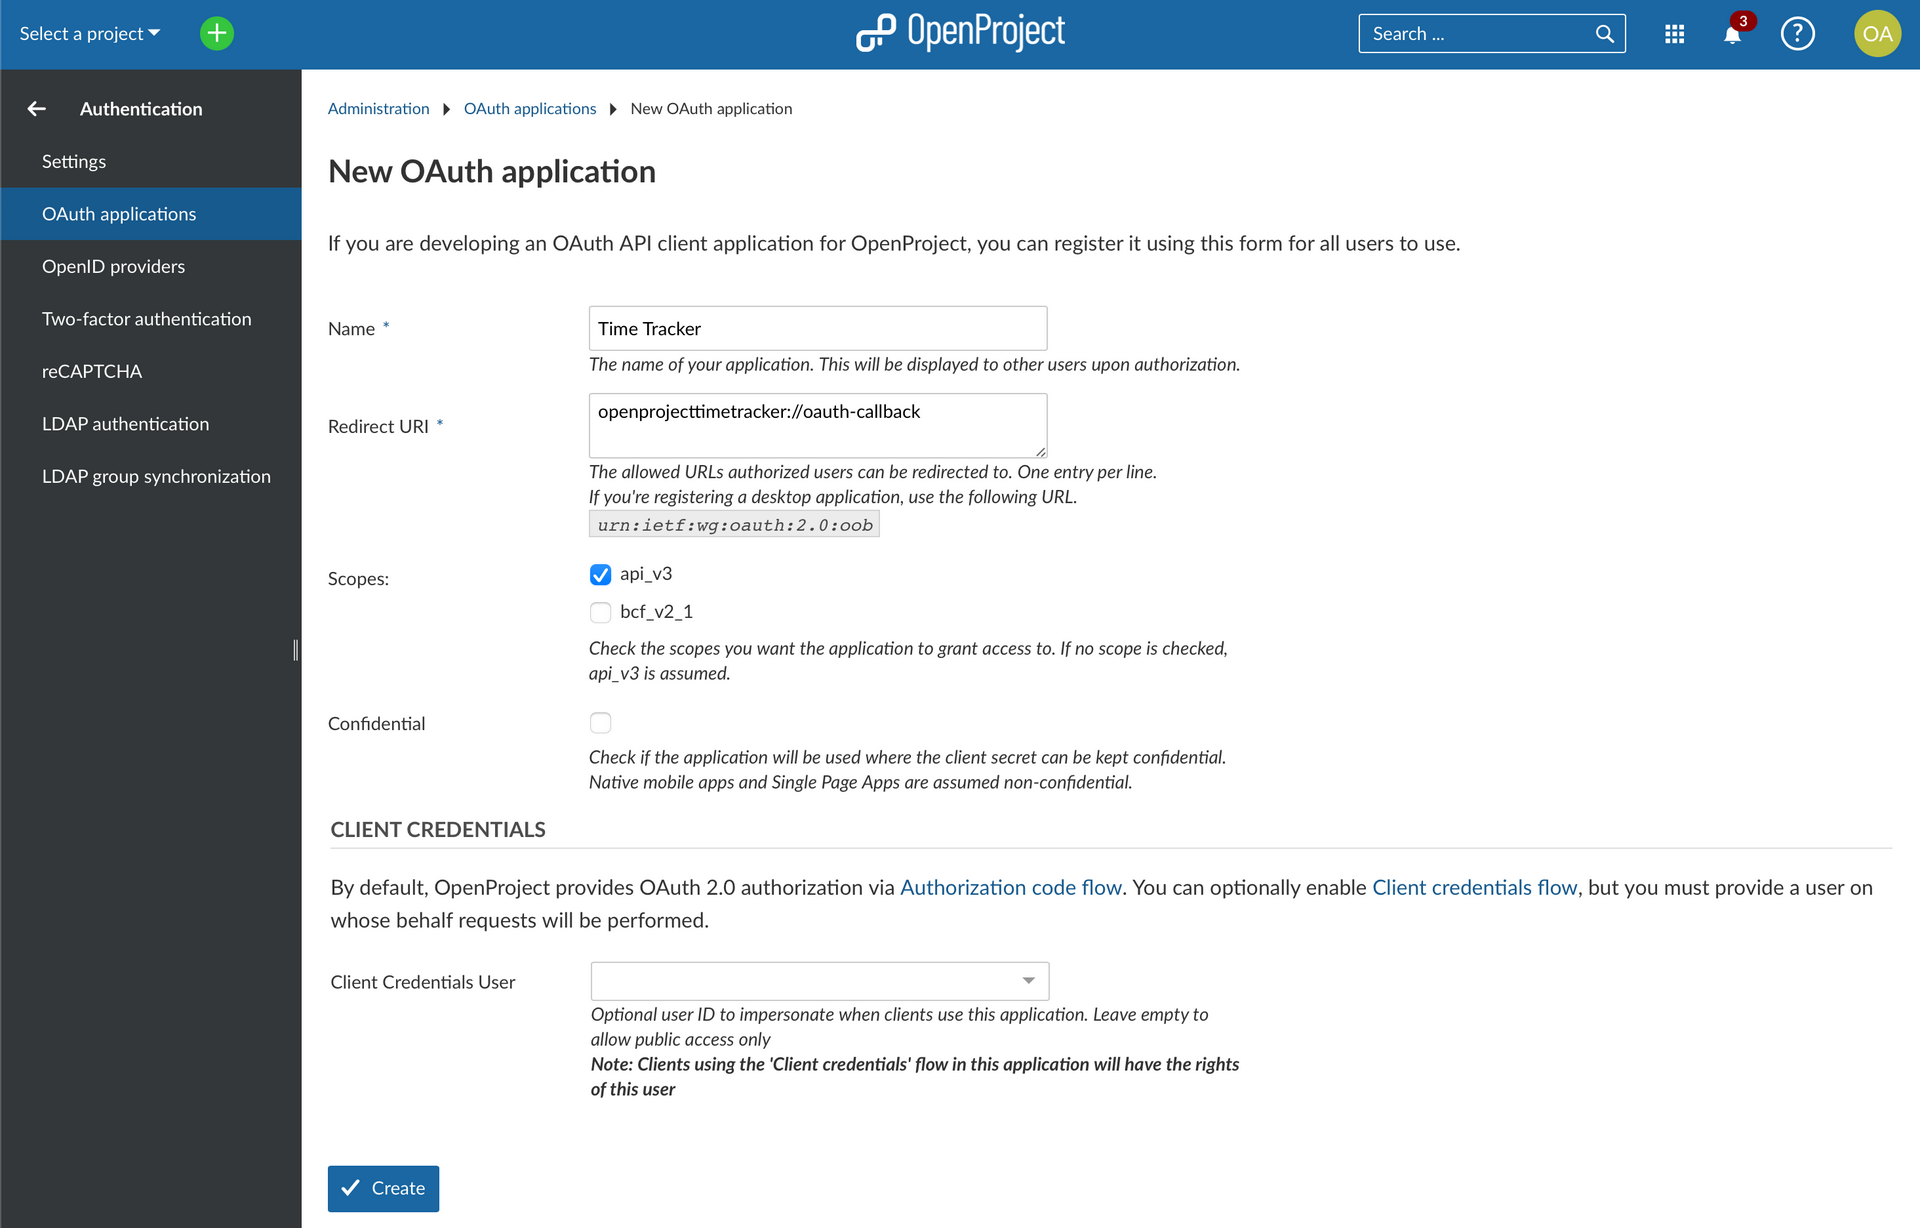 Select a project
OpenProject
Search ...
3
?
OA
Authentication
Settings
OAuth applications
OpenID providers
Two-factor authentication
reCAPTCHA
LDAP authentication
LDAP group synchronization
Administration OAuth applications New OAuth application
New OAuth application
If you are developing an OAuth API client application for OpenProject, you can register it using this form for all users to use.
Name * Time Tracker
The name of your application. This will be displayed to other users upon authorization.
Redirect URI * openprojecttimetracker://oauth-callback
The allowed URLs authorized users can be redirected to. One entry per line.
If you're registering a desktop application, use the following URL.
urn:ietf:wg:oauth:2.0:oob
Scopes: api_v3
bcf_v2_1
Check the scopes you want the application to grant access to. If no scope is checked,
api_v3 is assumed.
Confidential
Check if the application will be used where the client secret can be kept confidential.
Native mobile apps and Single Page Apps are assumed non-confidential.
CLIENT CREDENTIALS
By default, OpenProject provides OAuth 2.0 authorization via Authorization code flow. You can optionally enable Client credentials flow, but you must provide a user on
whose behalf requests will be performed.
Client Credentials User
Optional user ID to impersonate when clients use this application. Leave empty to
allow public access only
Note: Clients using the 'Client credentials' flow in this application will have the rights
of this user
Create